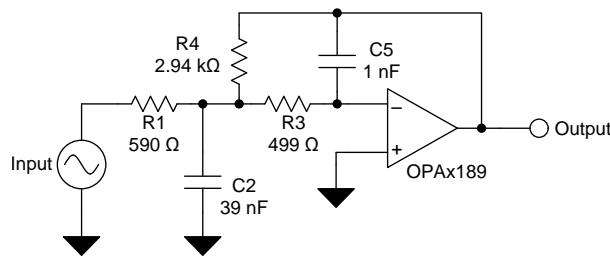 R4
2.94 kΩ
C5
1 nF
R1
590 Ω
R3
499 Ω
−
+
OPAx189
Output
Input
C2
39 nF